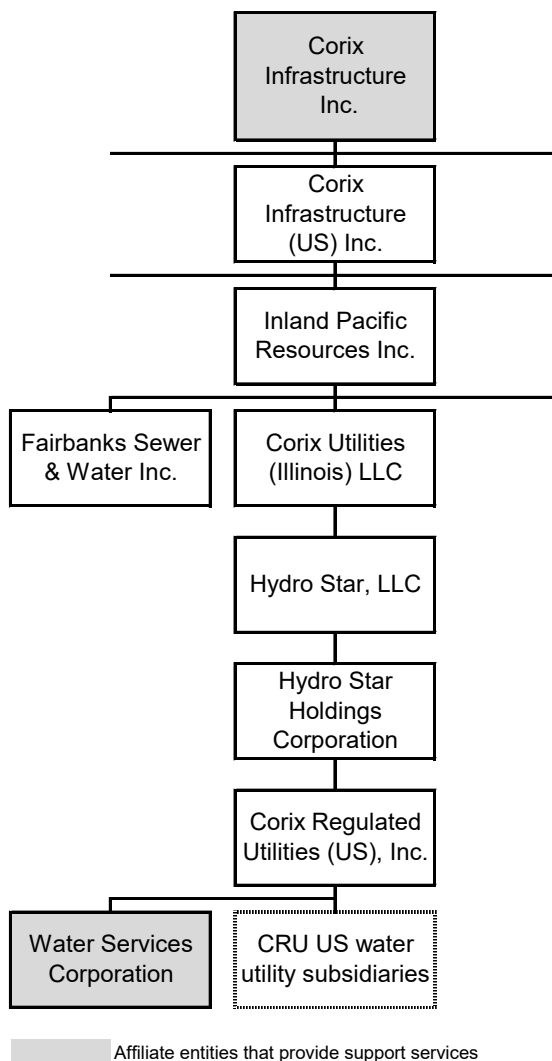 Corix
Infrastructure
Inc.
Corix
Infrastructure
(US) Inc.
Inland Pacific
Resources Inc.
Fairbanks Sewer
& Water Inc.
Corix Utilities
(Illinois) LLC
Hydro Star, LLC
Hydro Star
Holdings
Corporation
Corix Regulated
Utilities (US), Inc.
Water Services
Corporation
CRU US water
utility subsidiaries
Affiliate entities that provide support services